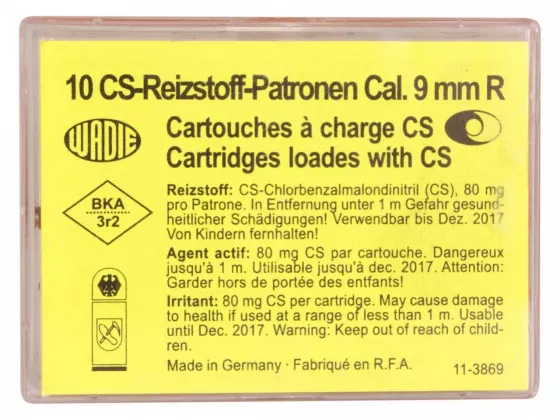 10 CS-Reizstoff-Patronen Cal. 9 mm R
WADIE
Cartouches à charge CS
Cartridges loades with CS
BKA
3r2
Reizstoff: CS-Chlorbenzalmalondinitril (CS), 80 mg
pro Patrone. In Entfernung unter 1 m Gefahr gesund-
heitlicher Schädigungen! Verwendbar bis Dez. 2017
Von Kindern fernhalten!
Agent actif: 80 mg CS par cartouche. Dangereux
jusqu'à 1 m. Utilisable jusqu'à dec. 2017. Attention:
Garder hors de portée des entfants!
Irritant: 80 mg CS per cartridge. May cause damage
to health if used at a range of less than 1 m. Usable
until Dec. 2017. Warning: Keep out of reach of child-
ren.
Made in Germany · Fabriqué en R.F.A.
11-3869